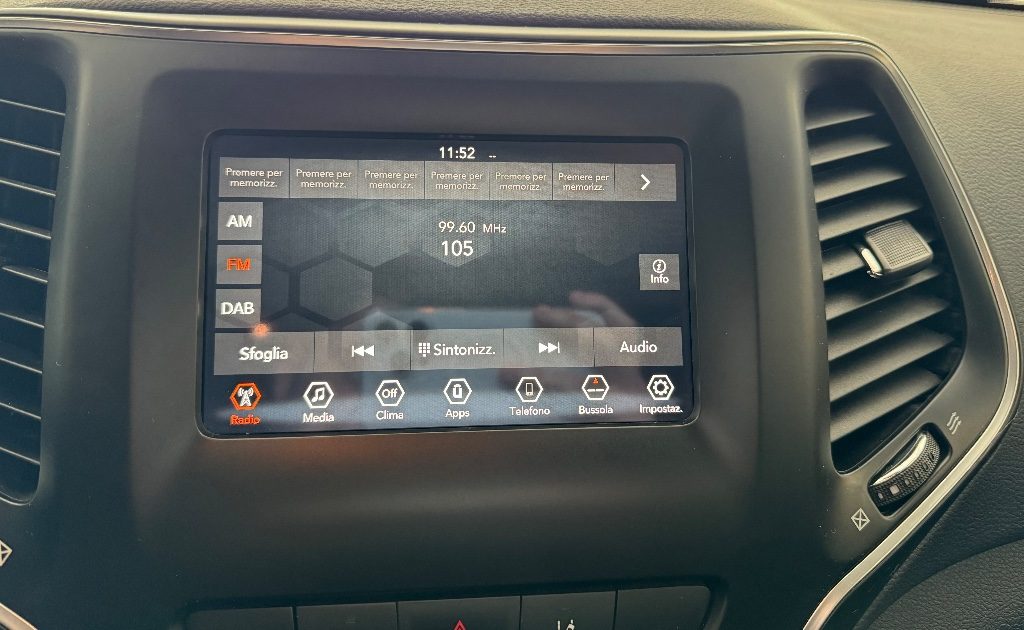 11:52 --
Premere per memorizz.
Premere per memorizz.
Premere per memorizz.
Premere per memorizz.
Premere per memorizz.
Premere per memorizz.
AM
99.60 MHz
105
FM
Info
DAB
Sfoglia
Sintonizz.
Audio
Radio
Media
Off
Clima
Apps
Telefono
Bussola
Impostaz.